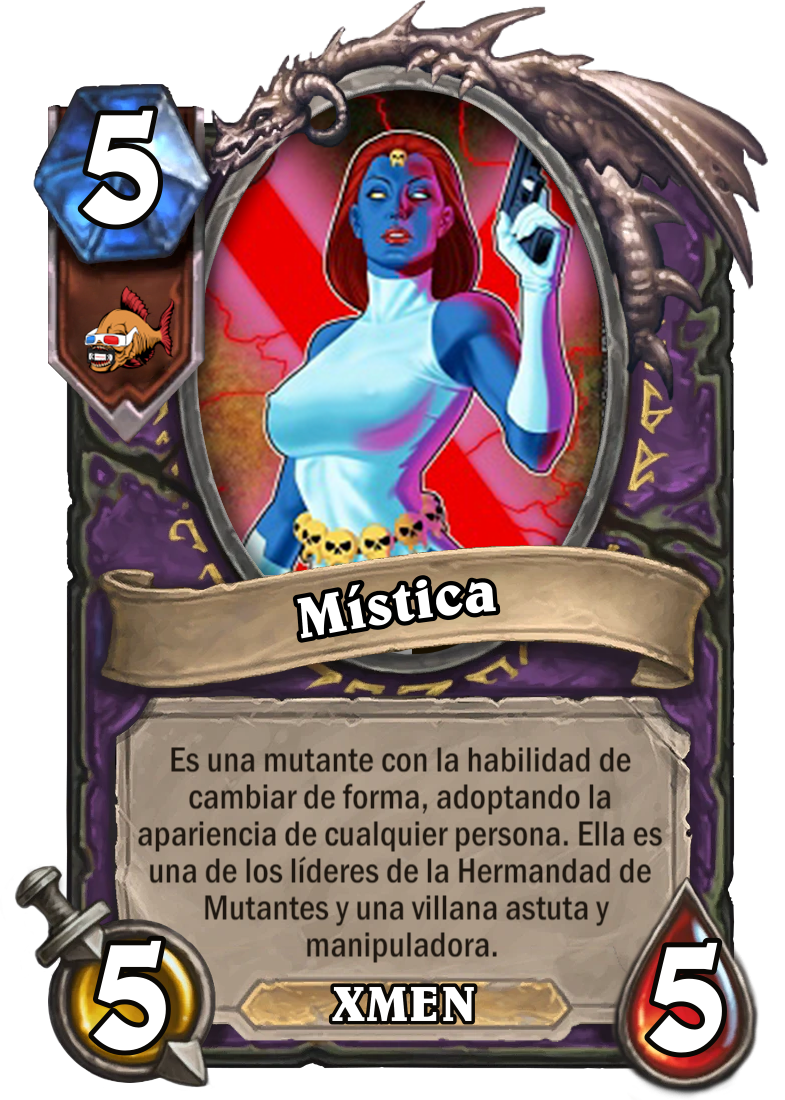 5
Mística
Es una mutante con la habilidad de
cambiar de forma, adoptando la
apariencia de cualquier persona. Ella es
una de los líderes de la Hermandad de
Mutantes y una villana astuta y
manipuladora.
5
XMEN
5